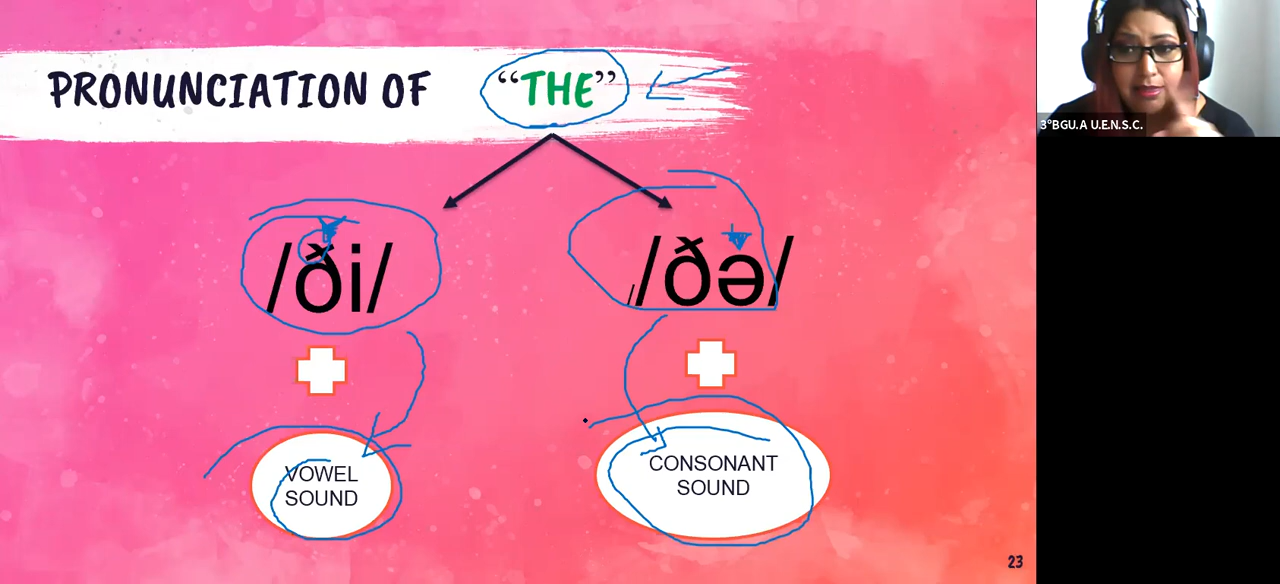 PRONUNCIATION OF “THE”
/ði/
//ðə/
VOWEL
SOUND
CONSONANT
SOUND
23
3°BGU.A U.E.N.S.C.